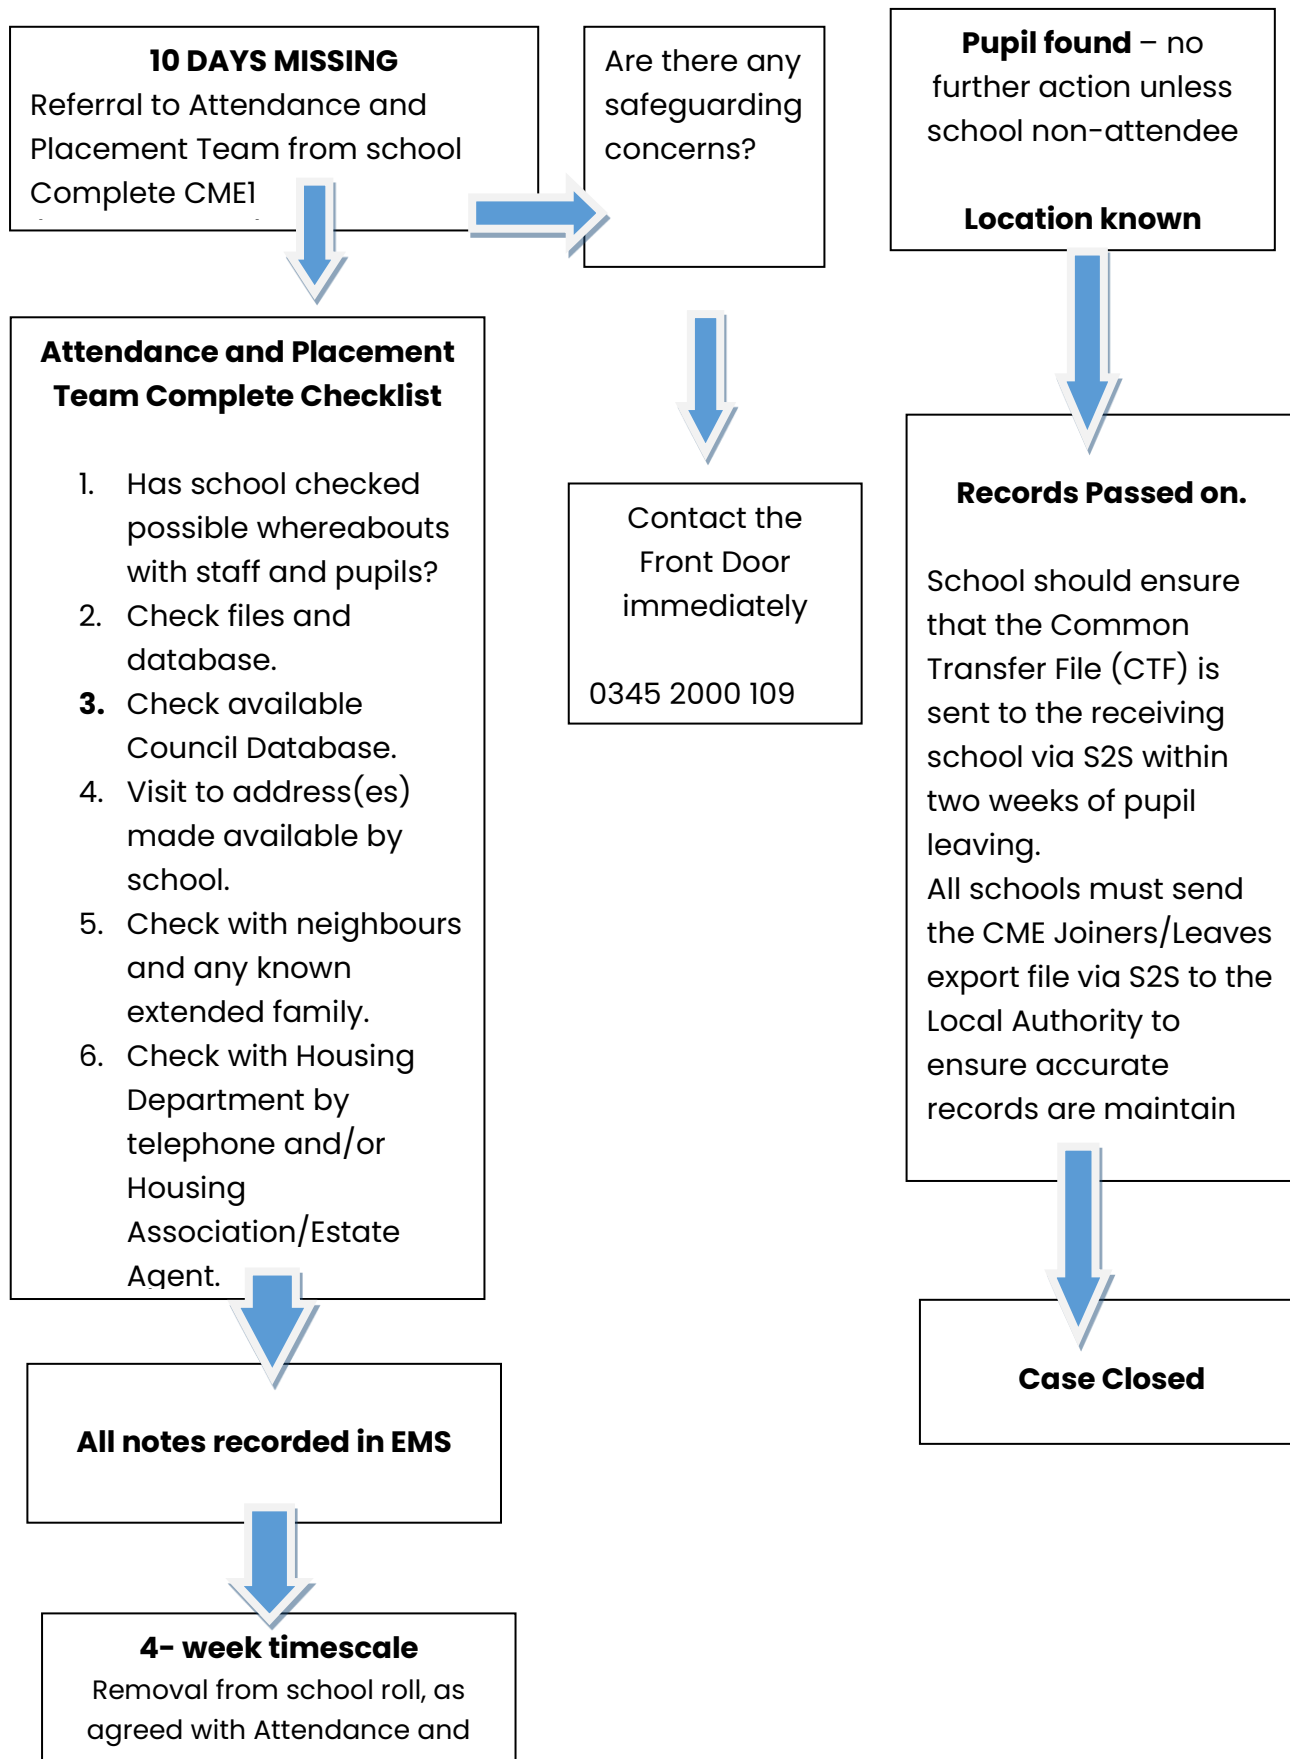 10 DAYS MISSING
Referral to Attendance and
Placement Team from school
Complete CME1
Are there any
safeguarding
concerns?
Pupil found – no
further action unless
school non-attendee
Location known
Attendance and Placement
Team Complete Checklist
1. Has school checked
possible whereabouts
with staff and pupils?
2. Check files and
database.
3. Check available
Council Database.
4. Visit to address(es)
made available by
school.
5. Check with neighbours
and any known
extended family.
6. Check with Housing
Department by
telephone and/or
Housing
Association/Estate
Agent.
Contact the
Front Door
immediately
0345 2000 109
Records Passed on.
School should ensure
that the Common
Transfer File (CTF) is
sent to the receiving
school via S2S within
two weeks of pupil
leaving.
All schools must send
the CME Joiners/Leaves
export file via S2S to the
Local Authority to
ensure accurate
records are maintain
Case Closed
All notes recorded in EMS
4- week timescale
Removal from school roll, as
agreed with Attendance and